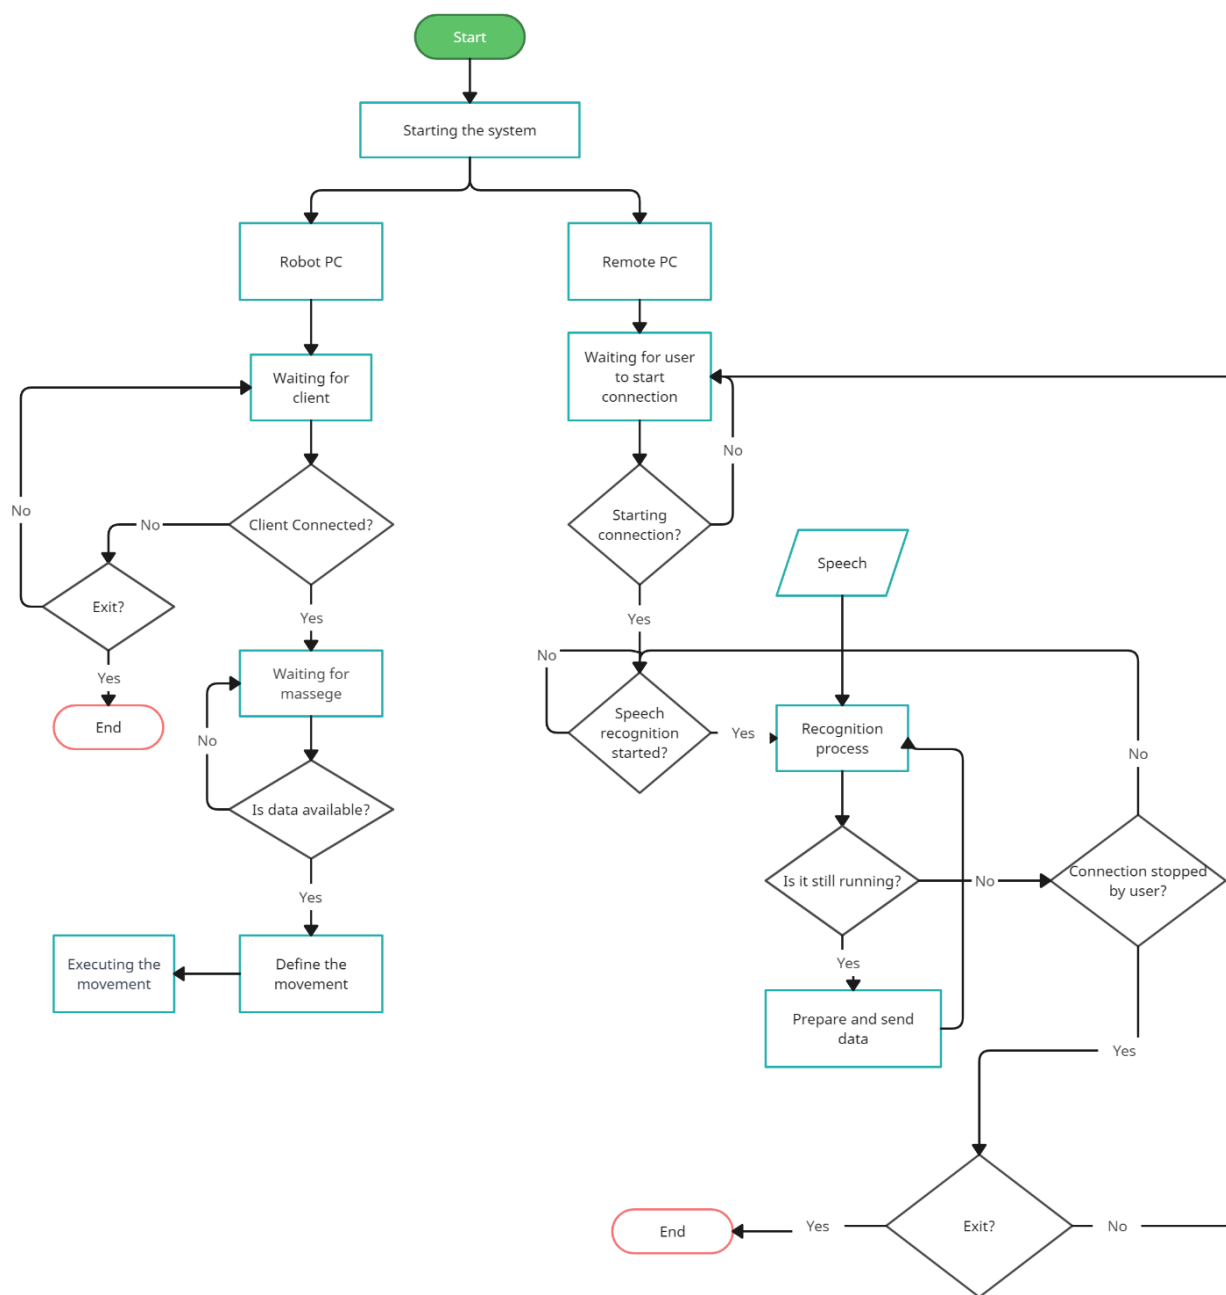 Start
Starting the system
Robot PC
Remote PC
Waiting for
client
Waiting for user
to start
connection
No
No
Client Connected?
No
Starting
connection?
Speech
Exit?
Yes
Yes
No
Waiting for
massege
Yes
End
No
Speech
recognition
started?
Yes
Recognition
process
No
Is data available?
Is it still running?
No
Connection stopped
by user?
Yes
Yes
Executing the
movement
Define the
movement
Prepare and send
data
Yes
End
Yes
Exit?
No